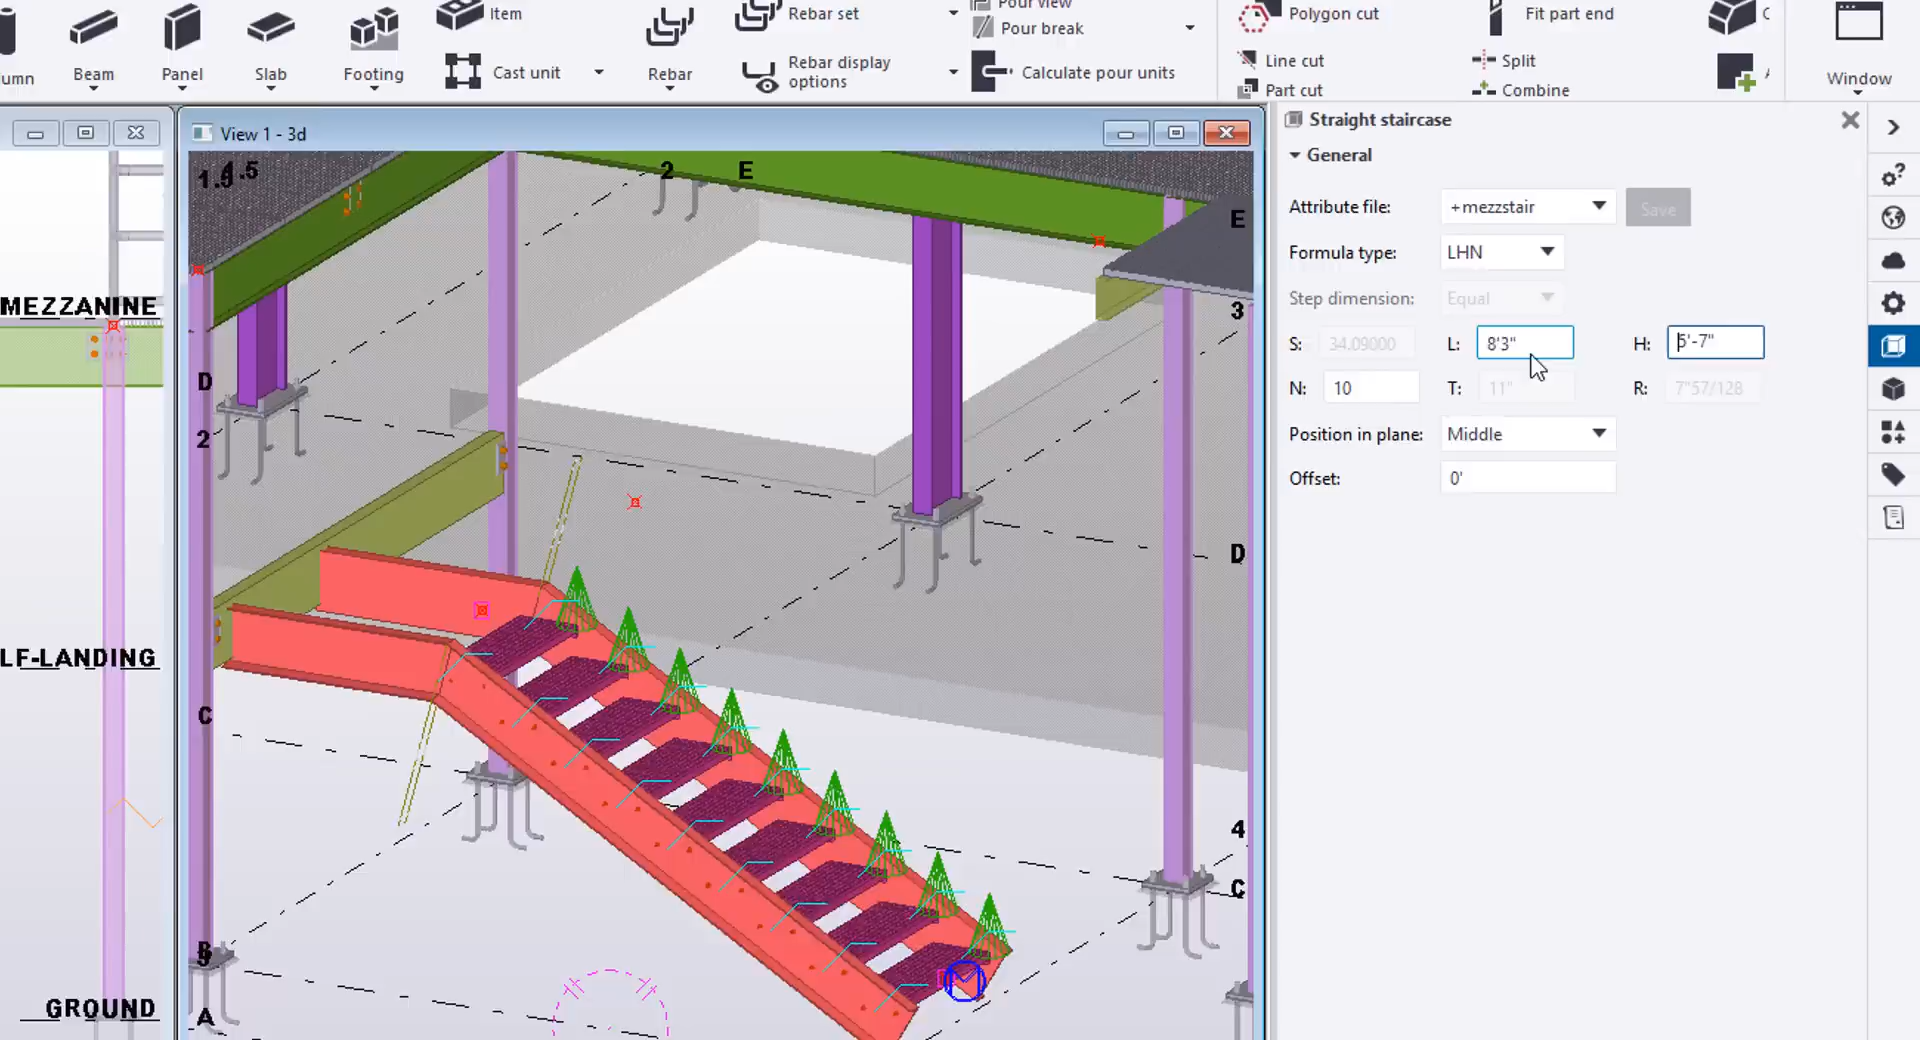 Item
Rebar set
Pour view
Pour break
Polygon cut
Fit part end
umn
Beam
Panel
Slab
Footing
Cast unit
Rebar
Rebar display
options
Calculate pour units
Line cut
Split
Part cut
Combine
Window
View 1 - 3d
Straight staircase
General
Attribute file:
+mezzstair
Save
Formula type:
LHN
Step dimension:
Equal
S:
34.09000
L:
8'3"
H:
5'-7"
N:
10
T:
11"
R:
7"57/128
Position in plane:
Middle
Offset:
0'
MEZZANINE
LF-LANDING
GROUND
2
E
E
3
D
2
D
C
4
C
A